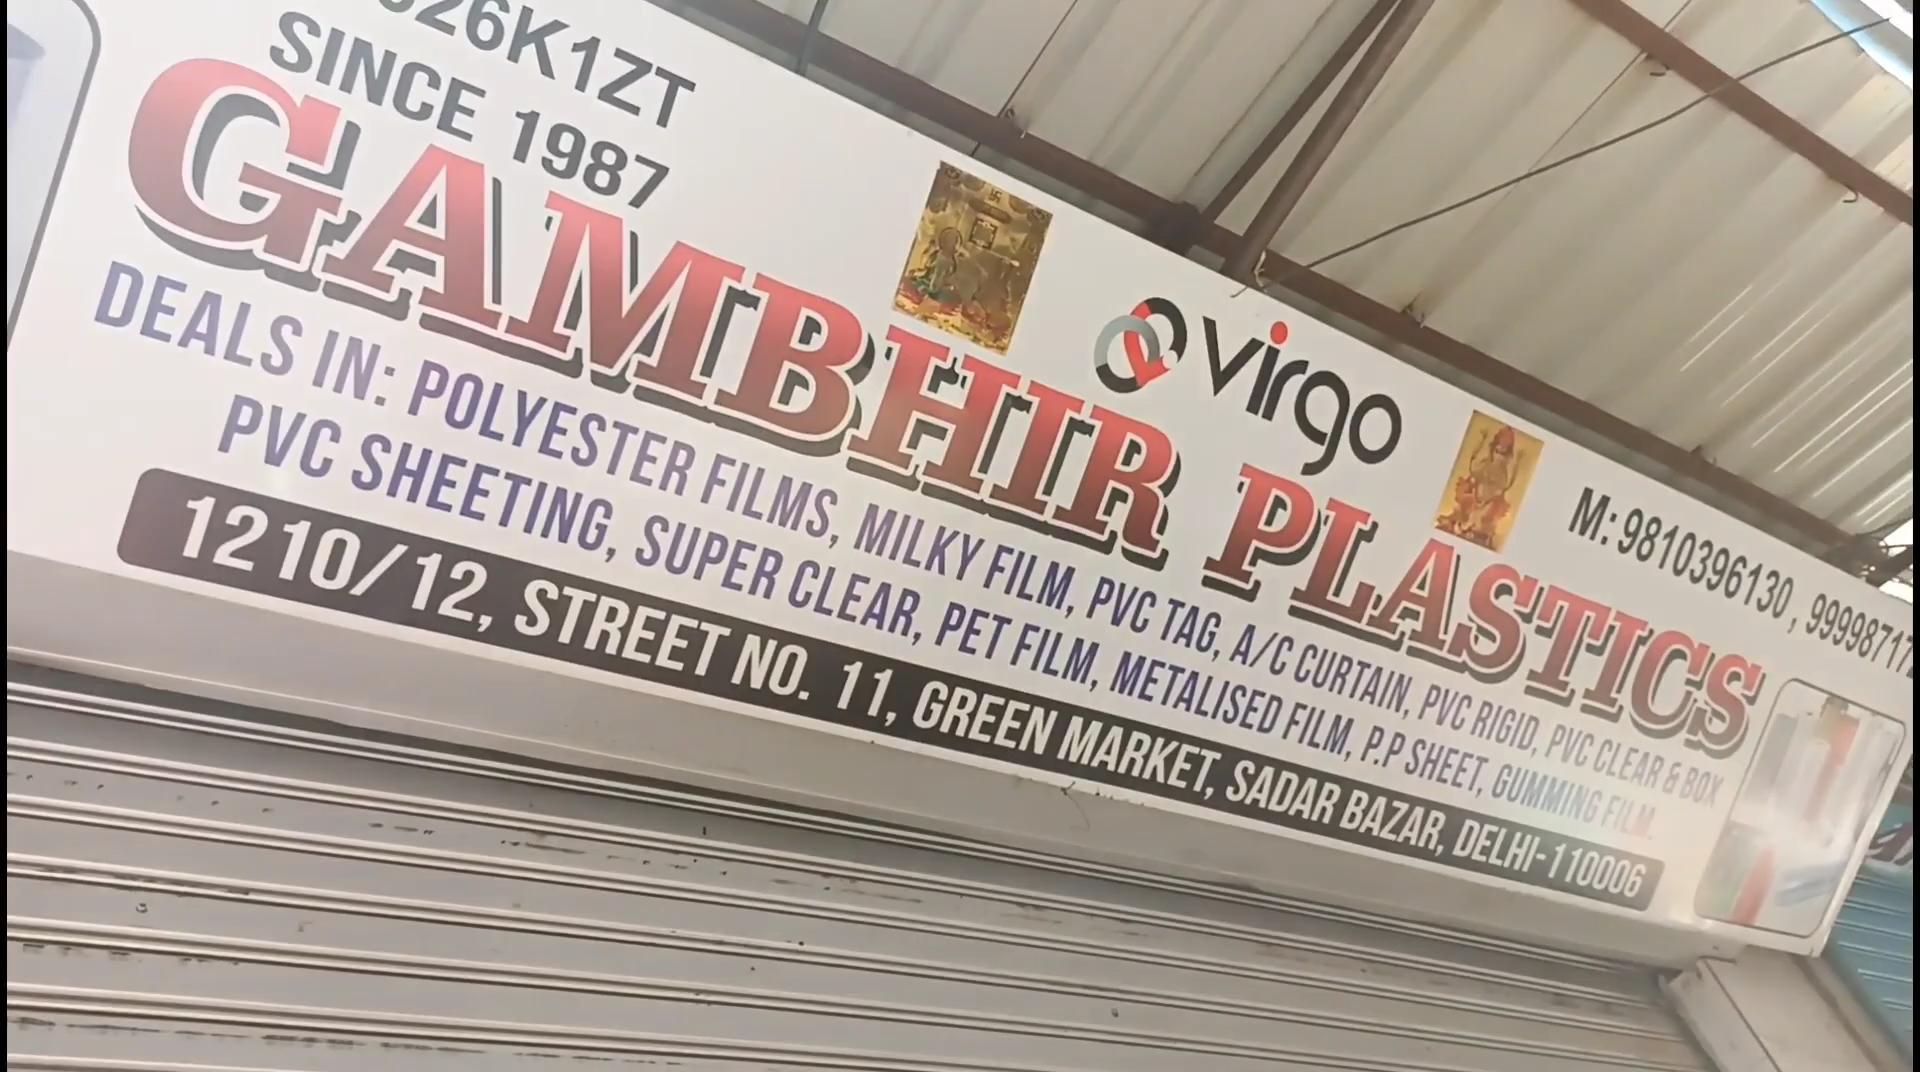 826K1ZT
SINCE 1987
virgo
M: 9810396130, 9999871
GAMBHIR PLASTICS
DEALS IN: POLYESTER FILMS, MILKY FILM, PVC TAG, A/C CURTAIN, PVC RIGID, PVC CLEAR & BOX
PVC SHEETING, SUPER CLEAR, PET FILM, METALISED FILM, P.P SHEET, GUMMING FILM.
1210/12, STREET NO. 11, GREEN MARKET, SADAR BAZAR, DELHI-110006